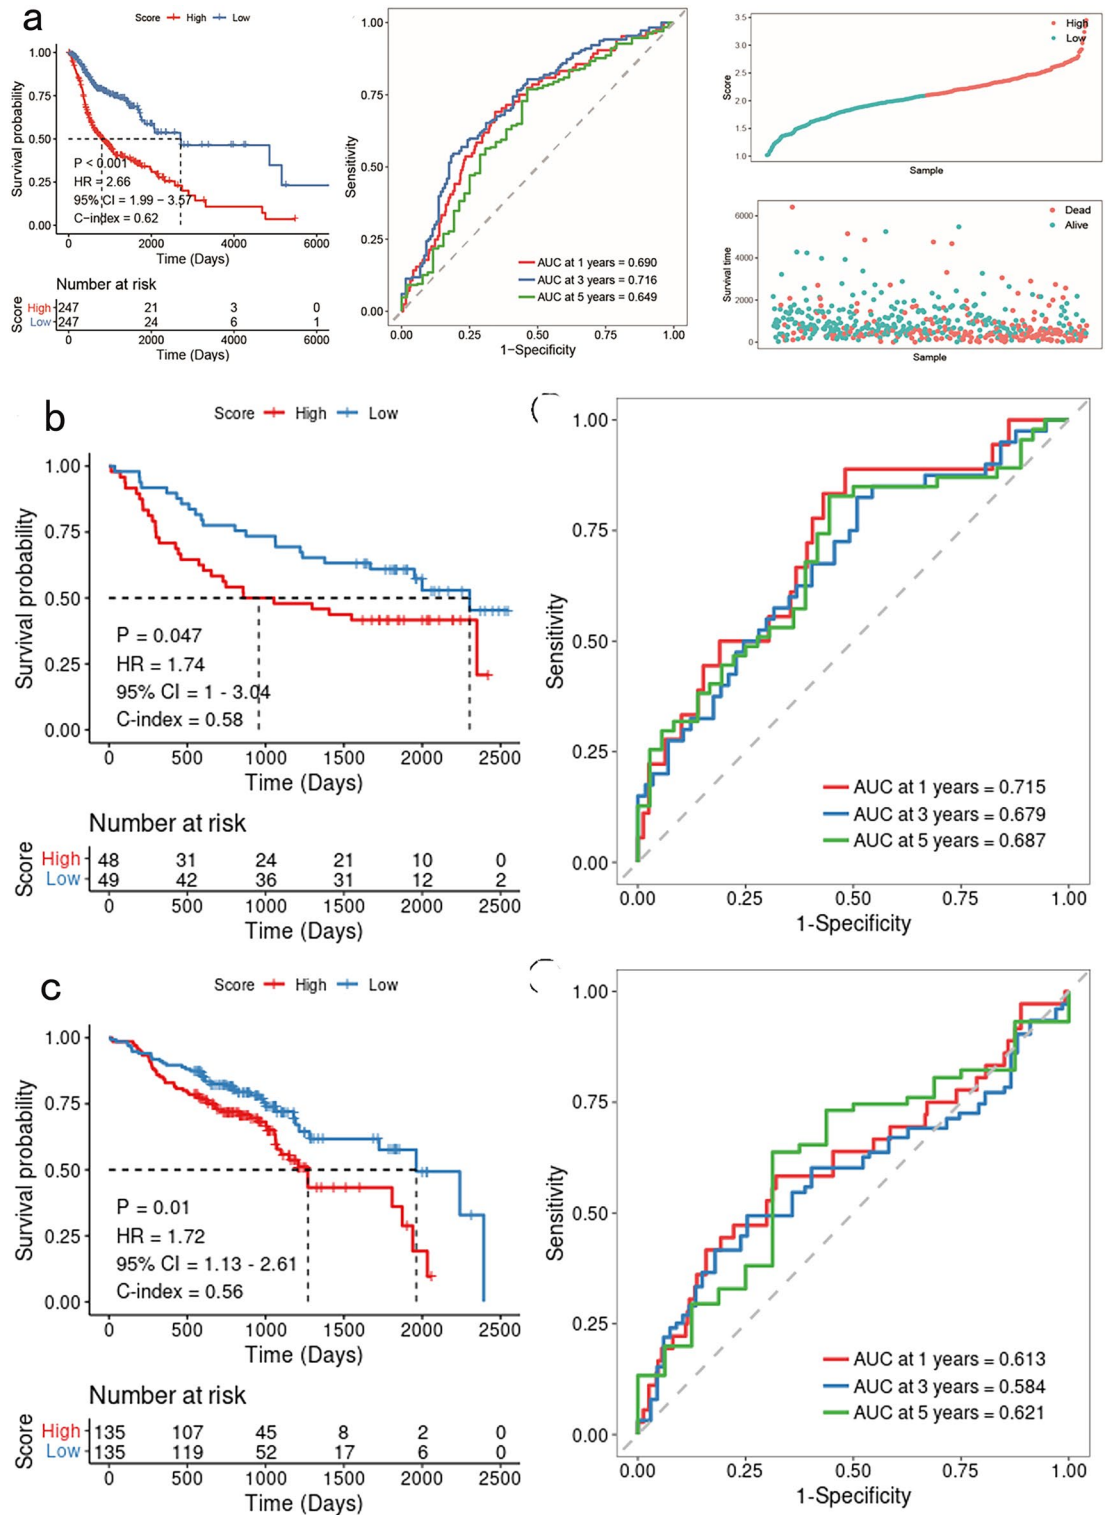 a
Score High Low
Survival probability
1.00
0.75
0.50
0.25
0.00
P < 0.001
HR = 2.66
95% CI = 1.99 − 3.57
C−index = 0.62
0 2000 4000 6000
Time (Days)
Number at risk
Score
High 247 21 3 0
Low 247 24 6 1
0 2000 4000 6000
Time (Days)
Sensitivity
1.00
0.75
0.50
0.25
0.00
AUC at 1 years = 0.690
AUC at 3 years = 0.716
AUC at 5 years = 0.649
0.00 0.25 0.50 0.75 1.00
1−Specificity
Score
3.5
3.0
2.5
2.0
1.5
1.0
High
Low
Sample
Survival time
6000
4000
2000
0
Dead
Alive
Sample
b
Score High Low
Survival probability
1.00
0.75
0.50
0.25
0.00
P = 0.047
HR = 1.74
95% CI = 1 - 3.04
C-index = 0.58
0 500 1000 1500 2000 2500
Time (Days)
Number at risk
Score
High 48 31 24 21 10 0
Low 49 42 36 31 12 2
0 500 1000 1500 2000 2500
Time (Days)
Sensitivity
1.00
0.75
0.50
0.25
0.00
AUC at 1 years = 0.715
AUC at 3 years = 0.679
AUC at 5 years = 0.687
0.00 0.25 0.50 0.75 1.00
1-Specificity
c
Score High Low
Survival probability
1.00
0.75
0.50
0.25
0.00
P = 0.01
HR = 1.72
95% CI = 1.13 - 2.61
C-index = 0.56
0 500 1000 1500 2000 2500
Time (Days)
Number at risk
Score
High 135 107 45 8 2 0
Low 135 119 52 17 6 0
0 500 1000 1500 2000 2500
Time (Days)
Sensitivity
1.00
0.75
0.50
0.25
0.00
AUC at 1 years = 0.613
AUC at 3 years = 0.584
AUC at 5 years = 0.621
0.00 0.25 0.50 0.75 1.00
1-Specificity